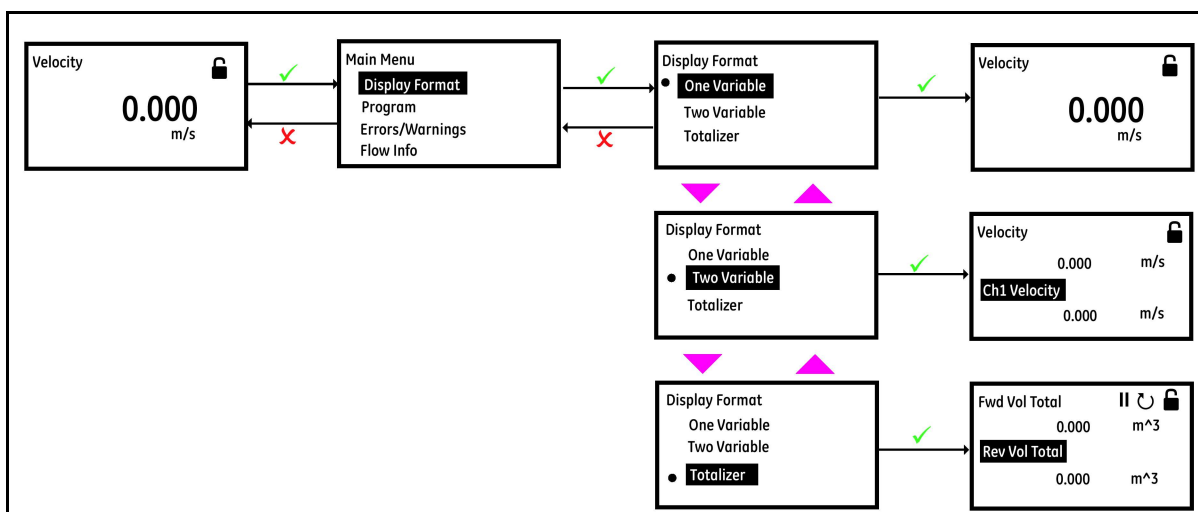 Velocity
0.000
m/s
Main Menu
Display Format
Program
Errors/Warnings
Flow Info
Display Format
One Variable
Two Variable
Totalizer
Velocity
0.000
m/s
Display Format
One Variable
Two Variable
Totalizer
Velocity
0.000 m/s
Ch1 Velocity
0.000 m/s
Display Format
One Variable
Two Variable
Totalizer
Fwd Vol Total
0.000 m^3
Rev Vol Total
0.000 m^3